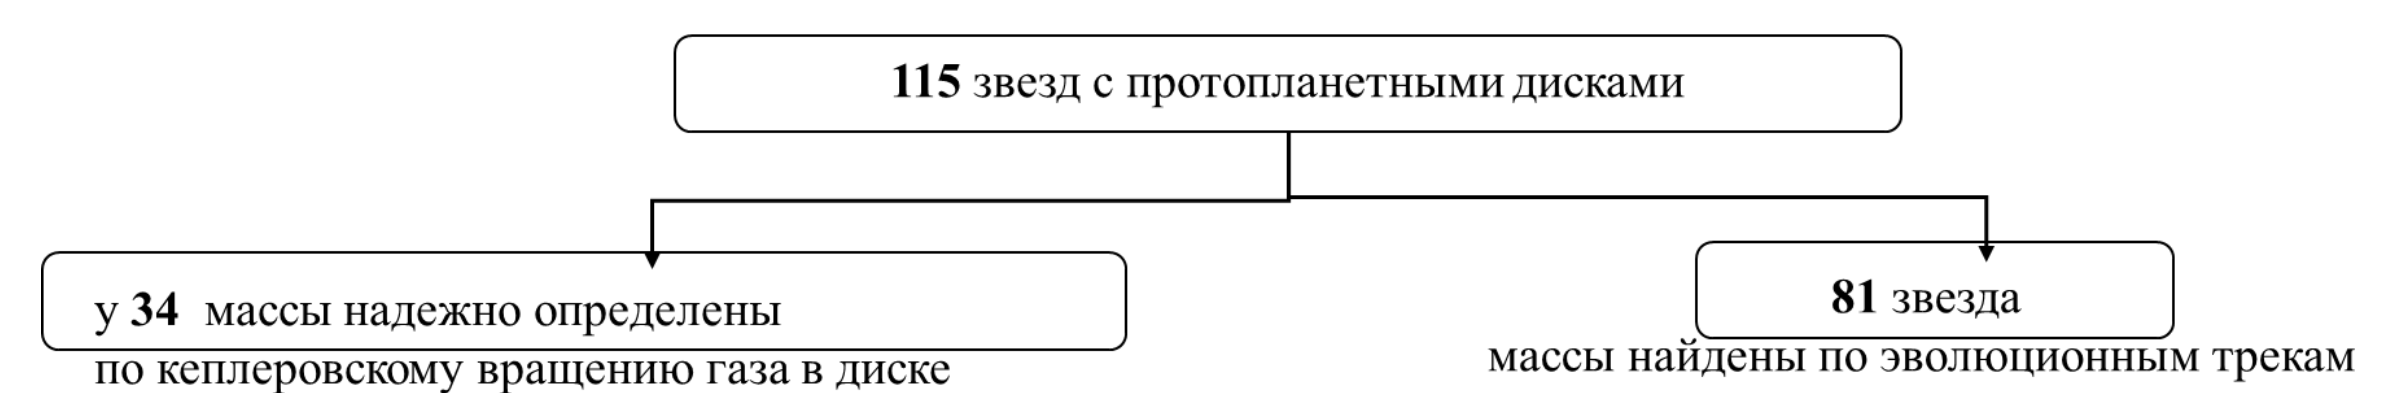 115 звезд с протопланетными дисками
у 34 массы надежно определены
по кеплеровскому вращению газа в диске
81 звезда
массы найдены по эволюционным трекам